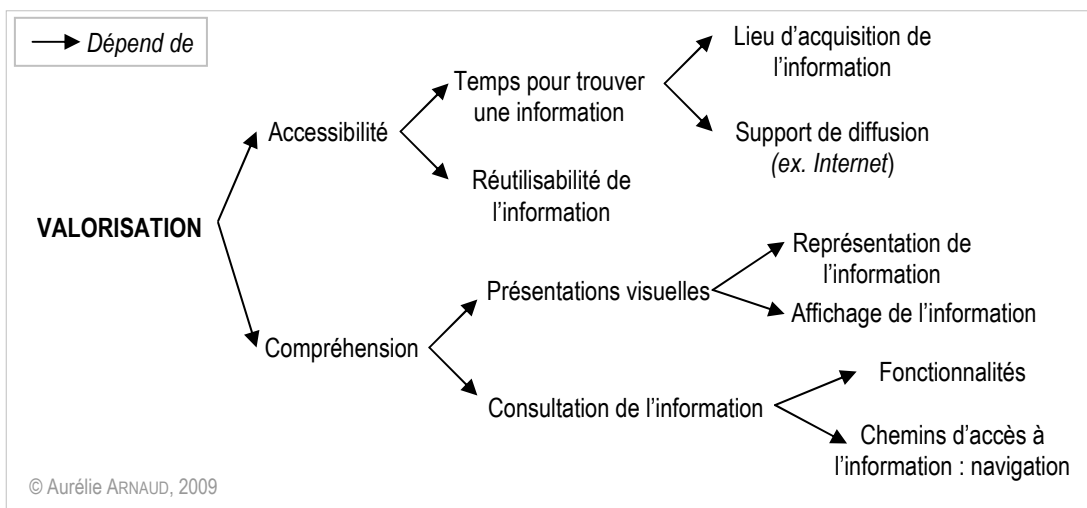 Dépend de
Lieu d’acquisition de
l’information
Temps pour trouver
une information
Accessibilité
Support de diffusion
(ex. Internet)
Réutilisabilité de
l’information
VALORISATION
Représentation de
l’information
Présentations visuelles
Affichage de l’information
Compréhension
Fonctionnalités
Consultation de l’information
Chemins d’accès à
l’information : navigation
© Aurélie ARNAUD, 2009